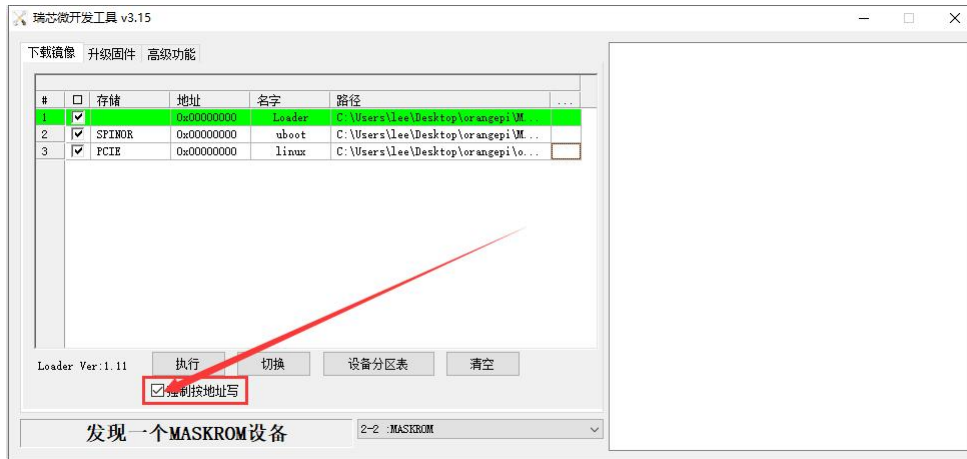 瑞芯微开发工具 v3.15
下载镜像 升级固件 高级功能
# 存储 地址 名字 路径 ...
1 0x00000000 Loader C:\Users\lee\Desktop\orangepi\M...
2 SPINOR 0x00000000 uboot C:\Users\lee\Desktop\orangepi\M...
3 PCIE 0x00000000 linux C:\Users\lee\Desktop\orangepi\o...
Loader Ver:1.11 执行 切换 设备分区表 清空
强制按地址写
发现一个MASKROM设备 2-2 :MASKROM